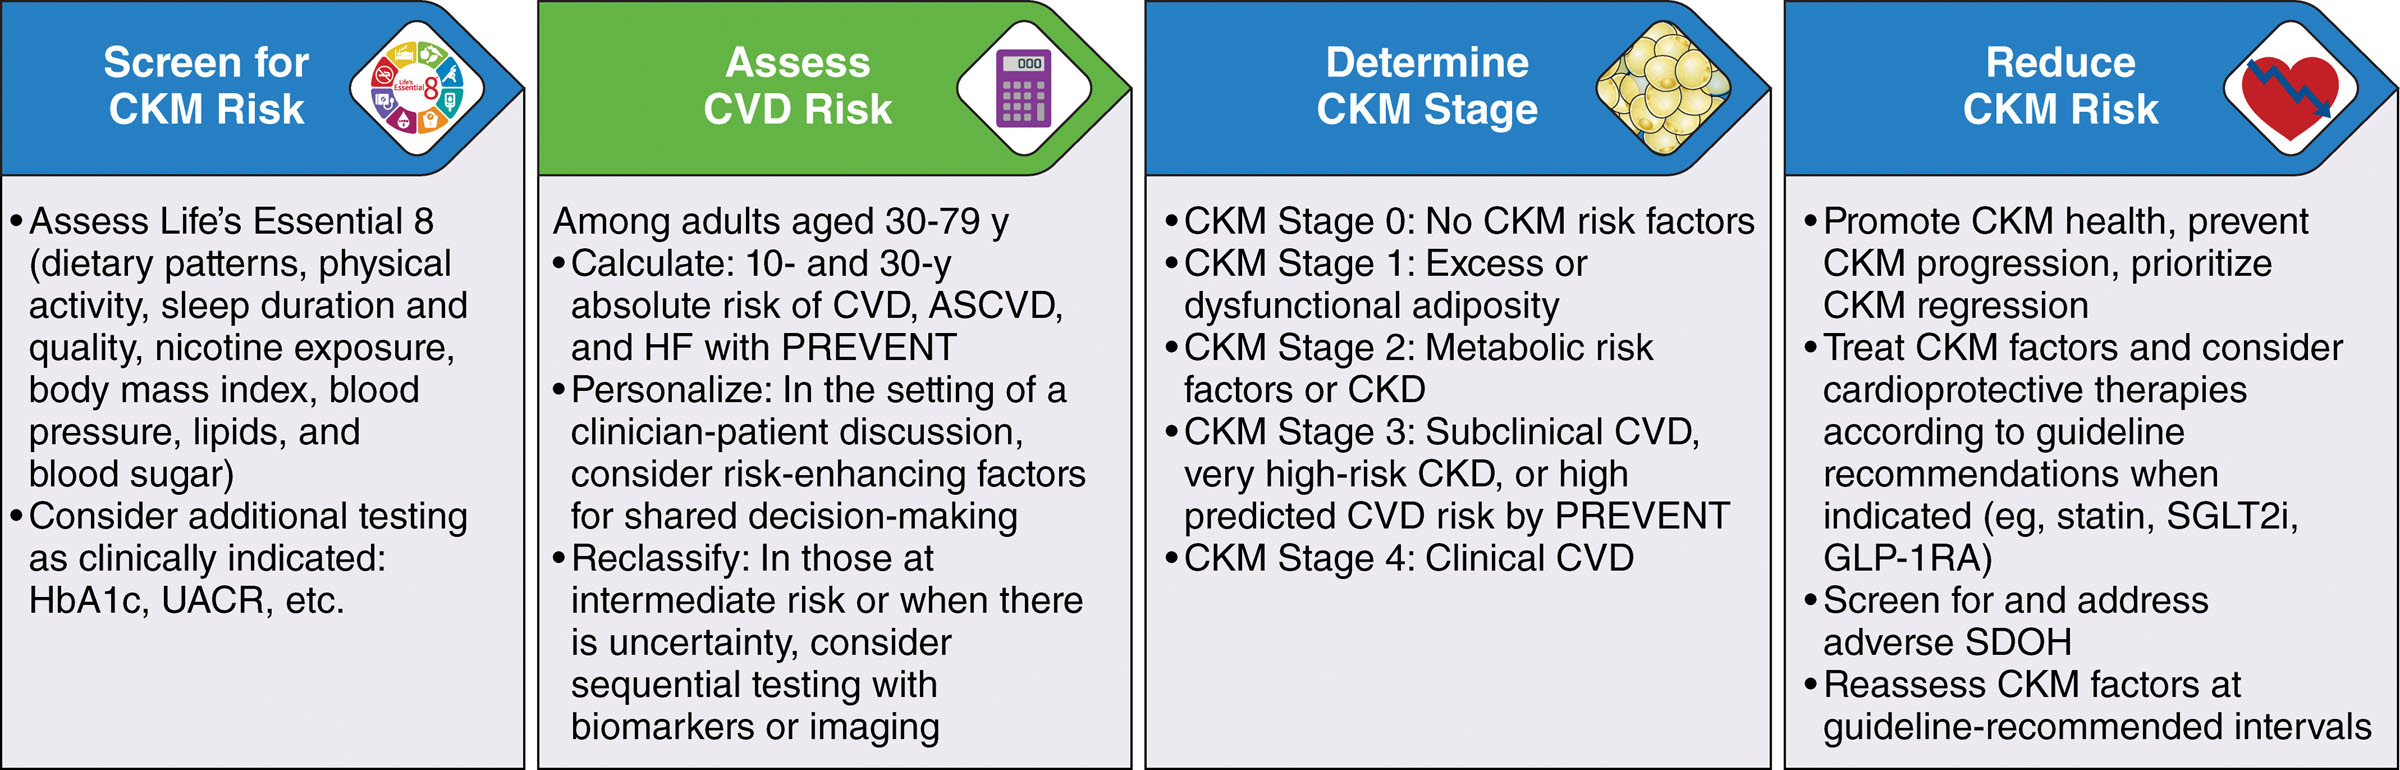 Screen for
CKM Risk
Life's
Essential 8
• Assess Life’s Essential 8
(dietary patterns, physical
activity, sleep duration and
quality, nicotine exposure,
body mass index, blood
pressure, lipids, and
blood sugar)
• Consider additional testing
as clinically indicated:
HbA1c, UACR, etc.
Assess
CVD Risk
000
Among adults aged 30-79 y
• Calculate: 10- and 30-y
absolute risk of CVD, ASCVD,
and HF with PREVENT
• Personalize: In the setting of a
clinician-patient discussion,
consider risk-enhancing factors
for shared decision-making
• Reclassify: In those at
intermediate risk or when there
is uncertainty, consider
sequential testing with
biomarkers or imaging
Determine
CKM Stage
• CKM Stage 0: No CKM risk factors
• CKM Stage 1: Excess or
dysfunctional adiposity
• CKM Stage 2: Metabolic risk
factors or CKD
• CKM Stage 3: Subclinical CVD,
very high-risk CKD, or high
predicted CVD risk by PREVENT
• CKM Stage 4: Clinical CVD
Reduce
CKM Risk
• Promote CKM health, prevent
CKM progression, prioritize
CKM regression
• Treat CKM factors and consider
cardioprotective therapies
according to guideline
recommendations when
indicated (eg, statin, SGLT2i,
GLP-1RA)
• Screen for and address
adverse SDOH
• Reassess CKM factors at
guideline-recommended intervals